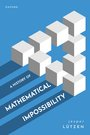 OXFORD
A HISTORY OF
MATHEMATICAL
IMPOSSIBILITY
JESPER
LÜTZEN